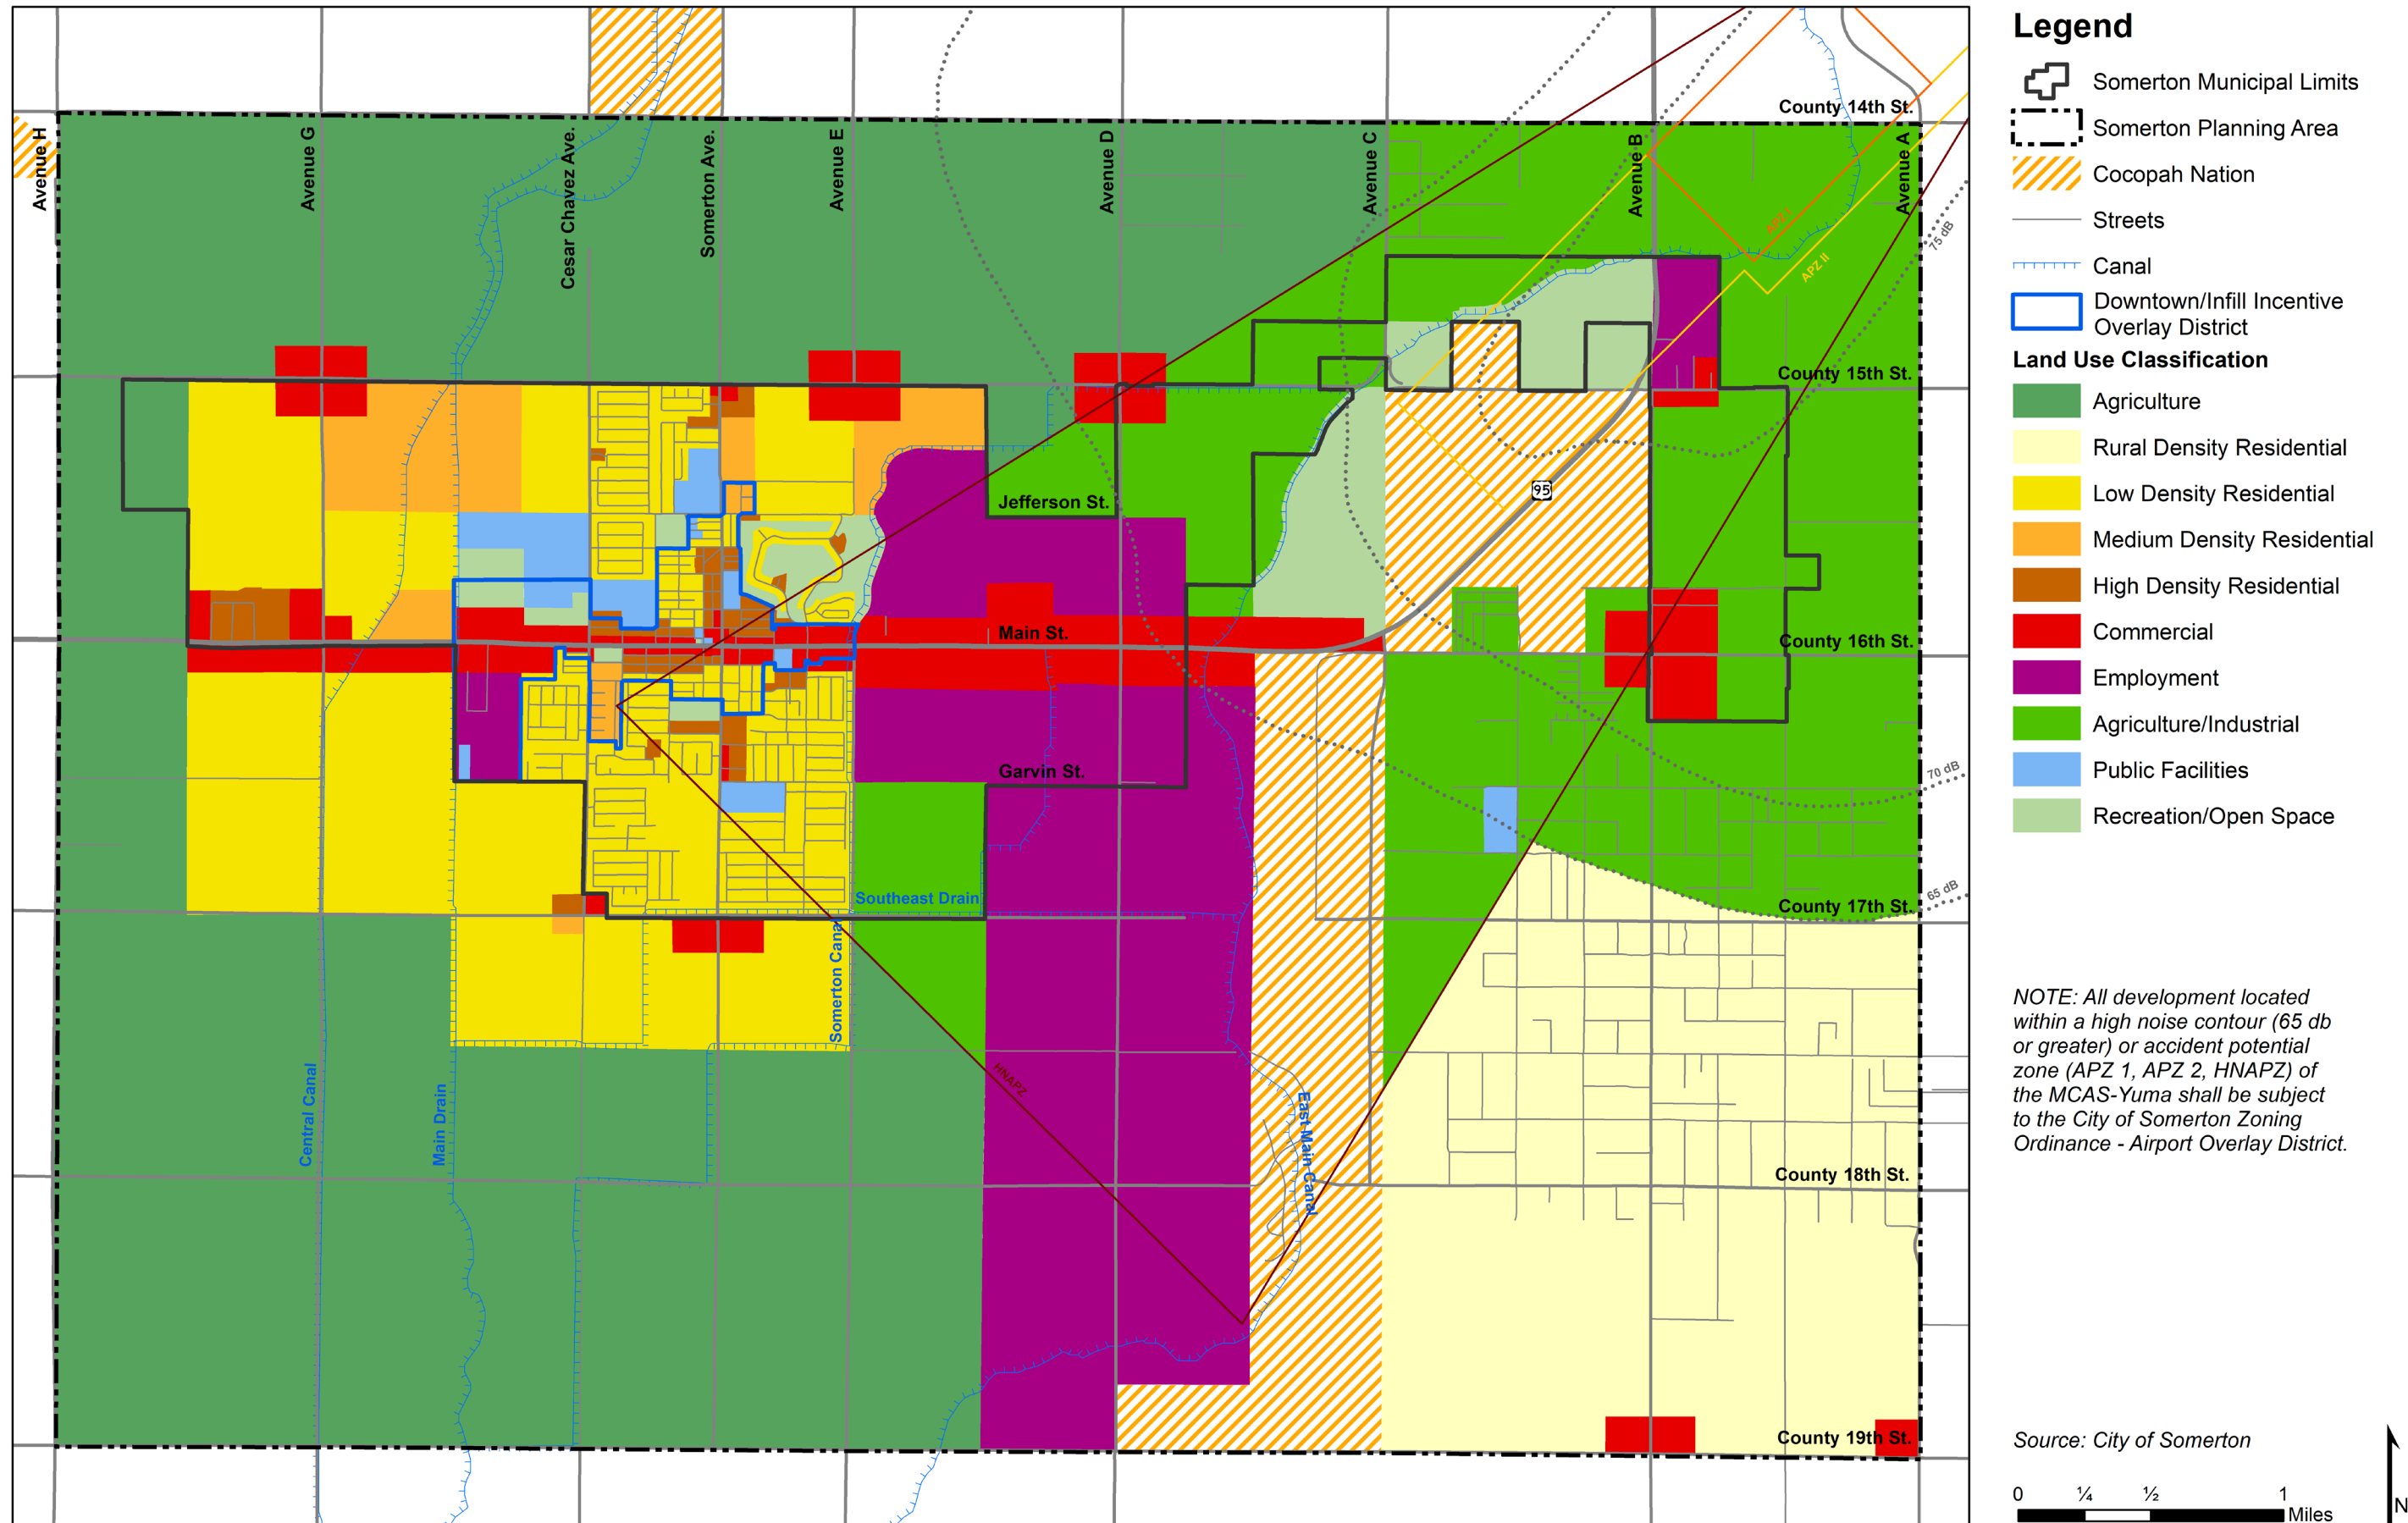 County 14th St.
Avenue H
Avenue G
Cesar Chavez Ave.
Somerton Ave.
Avenue E
Avenue D
Avenue C
Avenue B
Avenue A
APZ I
APZ II
75 dB
County 15th St.
Jefferson St.
95
Main St.
County 16th St.
Garvin St.
70 dB
Southeast Drain
65 dB
County 17th St.
Somerton Canal
HNAPZ
Central Canal
Main Drain
East Main Canal
County 18th St.
County 19th St.
Legend
Somerton Municipal Limits
Somerton Planning Area
Cocopah Nation
Streets
Canal
Downtown/Infill Incentive
Overlay District
Land Use Classification
Agriculture
Rural Density Residential
Low Density Residential
Medium Density Residential
High Density Residential
Commercial
Employment
Agriculture/Industrial
Public Facilities
Recreation/Open Space
NOTE: All development located
within a high noise contour (65 db
or greater) or accident potential
zone (APZ 1, APZ 2, HNAPZ) of
the MCAS-Yuma shall be subject
to the City of Somerton Zoning
Ordinance - Airport Overlay District.
Source: City of Somerton
0 ¼ ½ 1
Miles
N